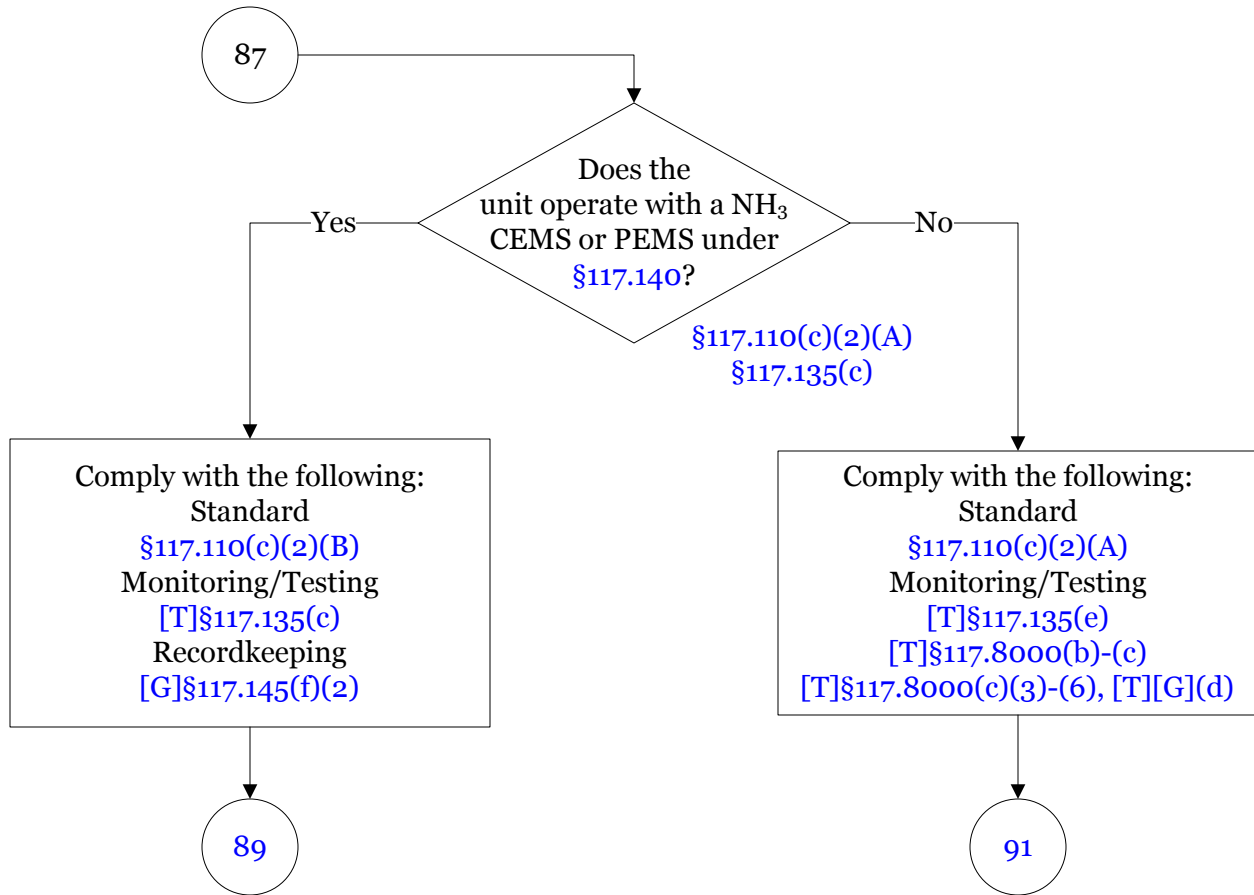 87
Does the
unit operate with a NH₃
CEMS or PEMS under
§117.140?
Yes
No
§117.110(c)(2)(A)
§117.135(c)
Comply with the following:
Standard
§117.110(c)(2)(B)
Monitoring/Testing
[T]§117.135(c)
Recordkeeping
[G]§117.145(f)(2)
Comply with the following:
Standard
§117.110(c)(2)(A)
Monitoring/Testing
[T]§117.135(e)
[T]§117.8000(b)-(c)
[T]§117.8000(c)(3)-(6), [T][G](d)
89
91